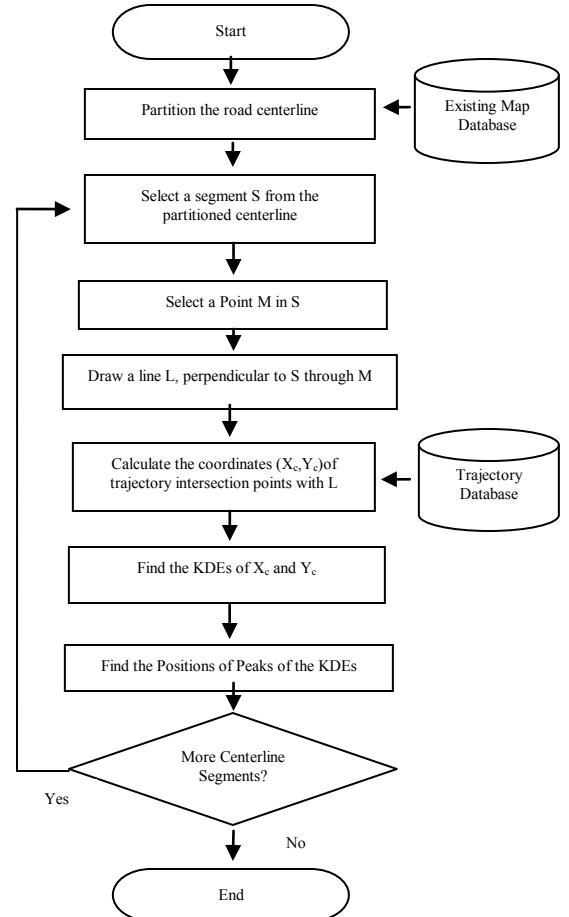 Start
Partition the road centerline
Existing Map
Database
Select a segment S from the
partitioned centerline
Select a Point M in S
Draw a line L, perpendicular to S through M
Calculate the coordinates (Xc,Yc)of
trajectory intersection points with L
Trajectory
Database
Find the KDEs of Xc and Yc
Find the Positions of Peaks of the KDEs
More Centerline
Segments?
Yes
No
End